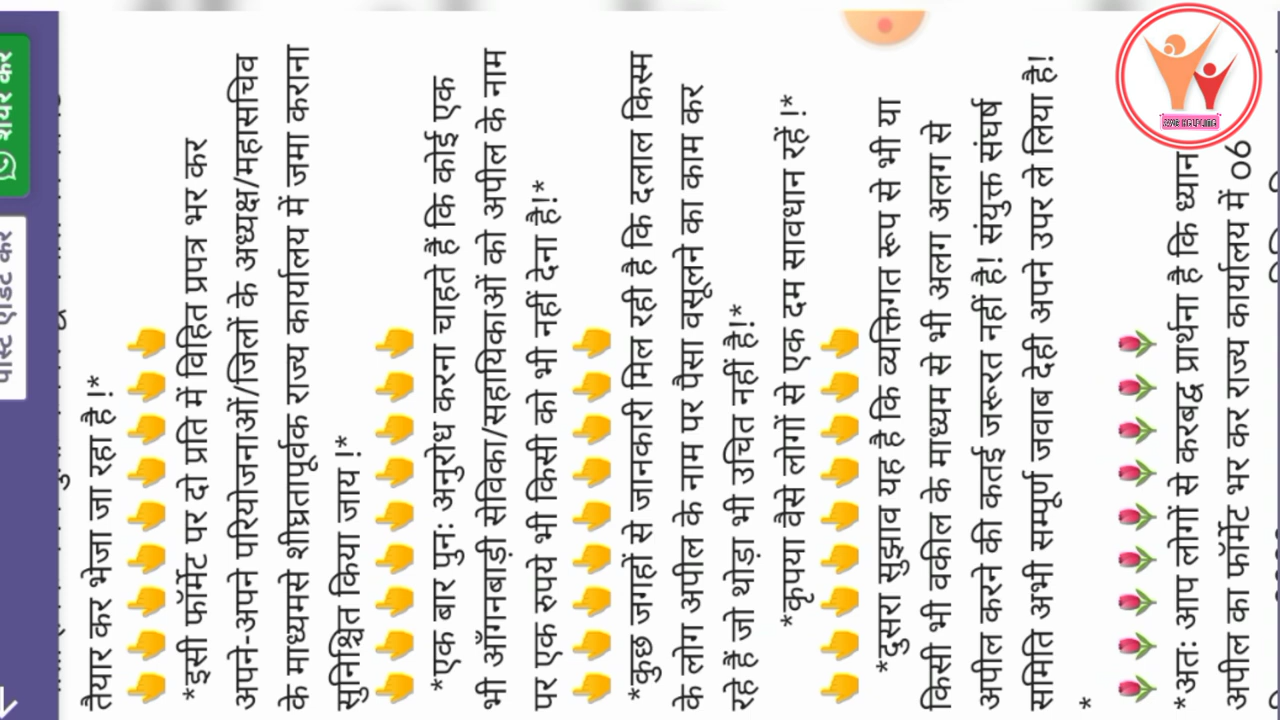 पोस्ट एडिट करें
शेयर करें
तैयार कर भेजा जा रहा है !*
👉👉👉👉👉👉👉👉👉
*इसी फॉर्मेट पर दो प्रति में विहित प्रपत्र भर कर
अपने-अपने परियोजनाओं/जिलों के अध्यक्ष/महासचिव
के माध्यमसे शीघ्रतापूर्वक राज्य कार्यालय में जमा कराना
सुनिश्चित किया जाय !*
👉👉👉👉👉👉👉👉👉
*एक बार पुन: अनुरोध करना चाहते हैं कि कोई एक
भी आँगनबाड़ी सेविका/सहायिकाओं को अपील के नाम
पर एक रुपये भी किसी को भी नहीं देना है!*
👉👉👉👉👉👉👉👉👉
*कुछ जगहों से जानकारी मिल रही है कि दलाल किस्म
के लोग अपील के नाम पर पैसा वसूलने का काम कर
रहे हैं जो थोड़ा भी उचित नहीं है!*
*कृपया वैसे लोगों से एक दम सावधान रहें !*
👉👉👉👉👉👉👉👉👉
*दुसरा सुझाव यह है कि व्यक्तिगत रूप से भी या
किसी भी वकील के माध्यम से भी अलग अलग से
अपील करने की कतई जरूरत नहीं है! संयुक्त संघर्ष
समिति अभी सम्पूर्ण जवाब देही अपने उपर ले लिया है!
*
🌷🌷🌷🌷🌷🌷🌷🌷🌷
*अत: आप लोगों से करबद्ध प्रार्थना है कि ध्यान
अपील का फॉर्मेट भर कर राज्य कार्यालय में 06